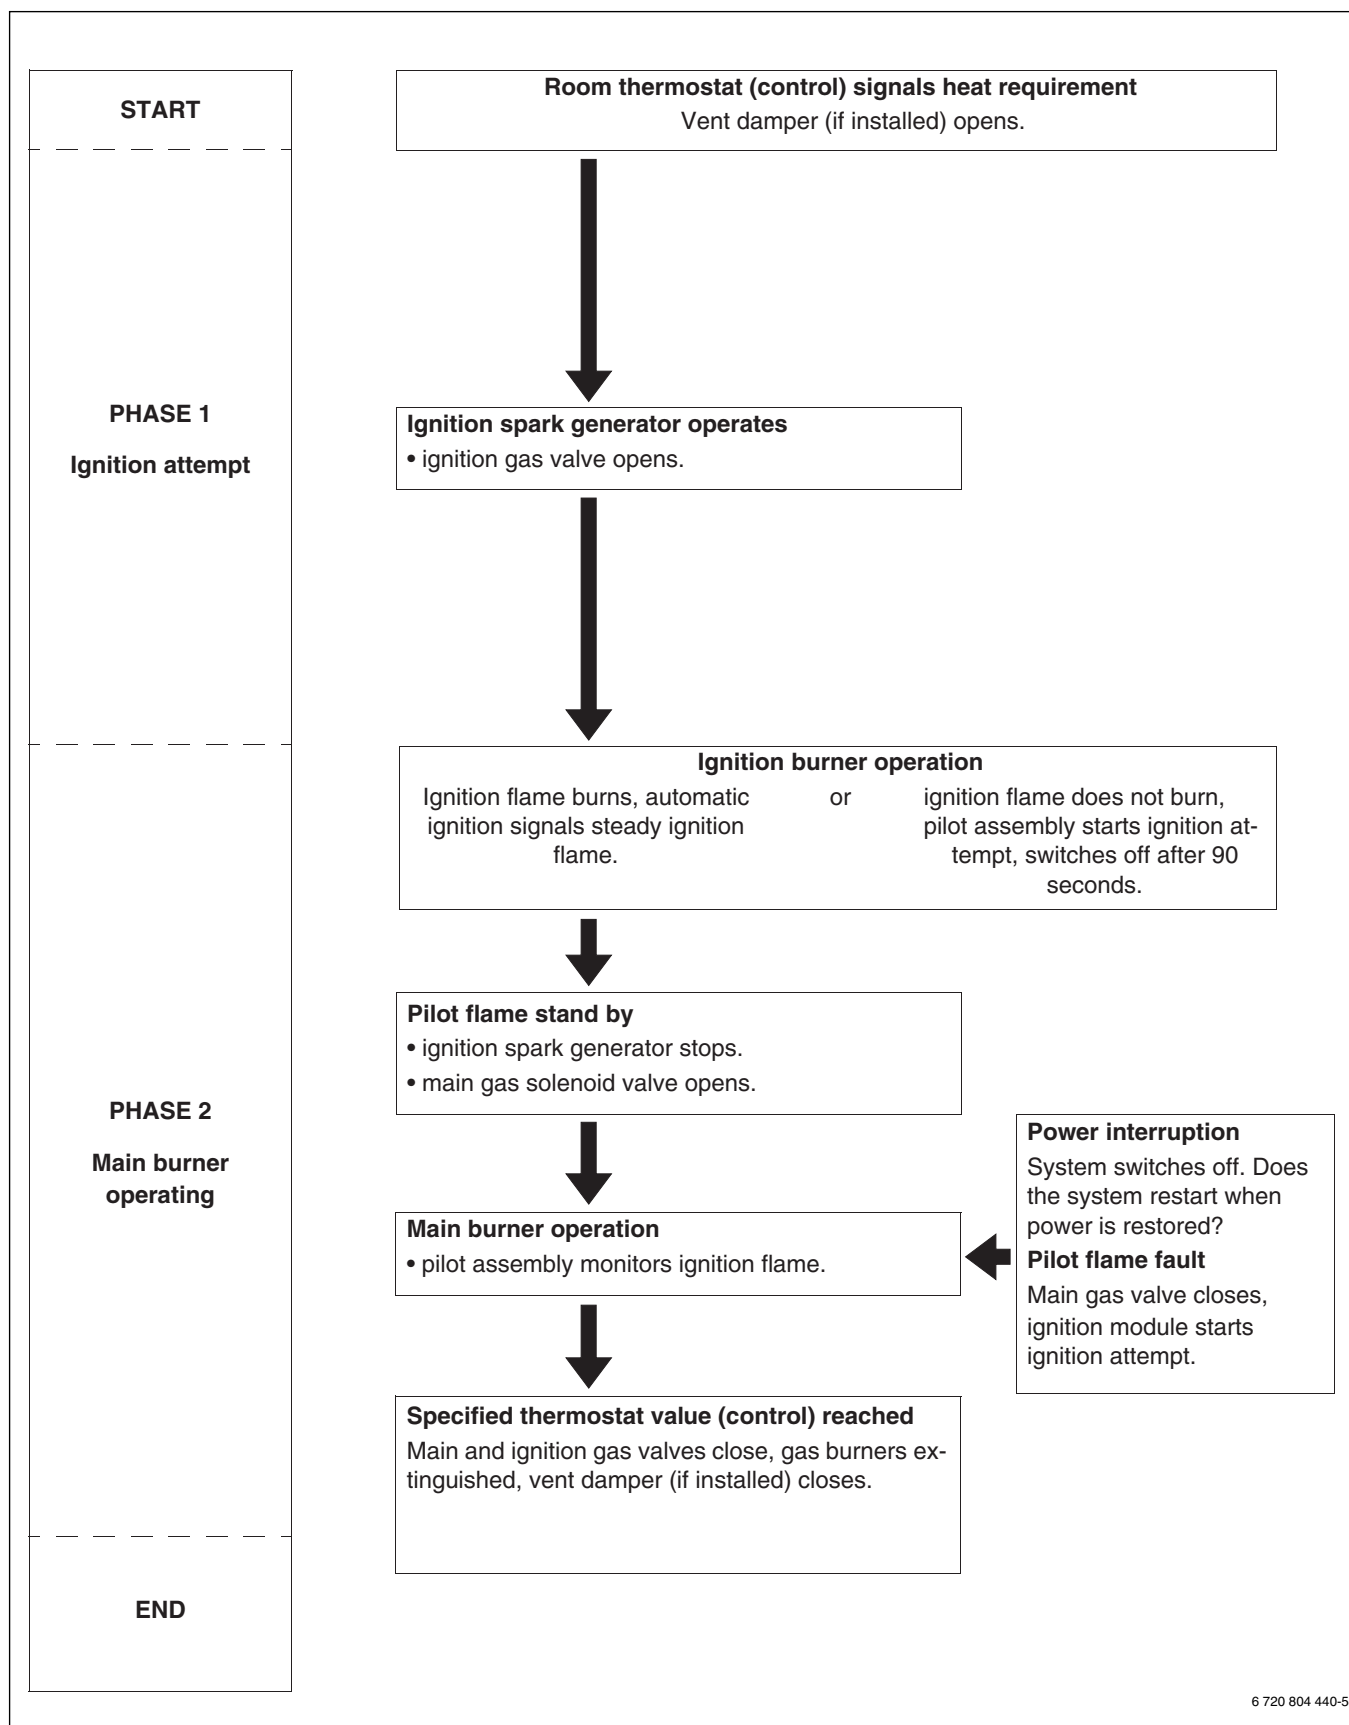 START
Room thermostat (control) signals heat requirement
Vent damper (if installed) opens.
PHASE 1
Ignition attempt
Ignition spark generator operates
• ignition gas valve opens.
Ignition burner operation
Ignition flame burns, automatic
ignition signals steady ignition
flame.
or
ignition flame does not burn,
pilot assembly starts ignition at-
tempt, switches off after 90
seconds.
Pilot flame stand by
• ignition spark generator stops.
• main gas solenoid valve opens.
PHASE 2
Main burner
operating
Power interruption
System switches off. Does
the system restart when
power is restored?
Pilot flame fault
Main gas valve closes,
ignition module starts
ignition attempt.
Main burner operation
• pilot assembly monitors ignition flame.
Specified thermostat value (control) reached
Main and ignition gas valves close, gas burners ex-
tinguished, vent damper (if installed) closes.
END
6 720 804 440-5